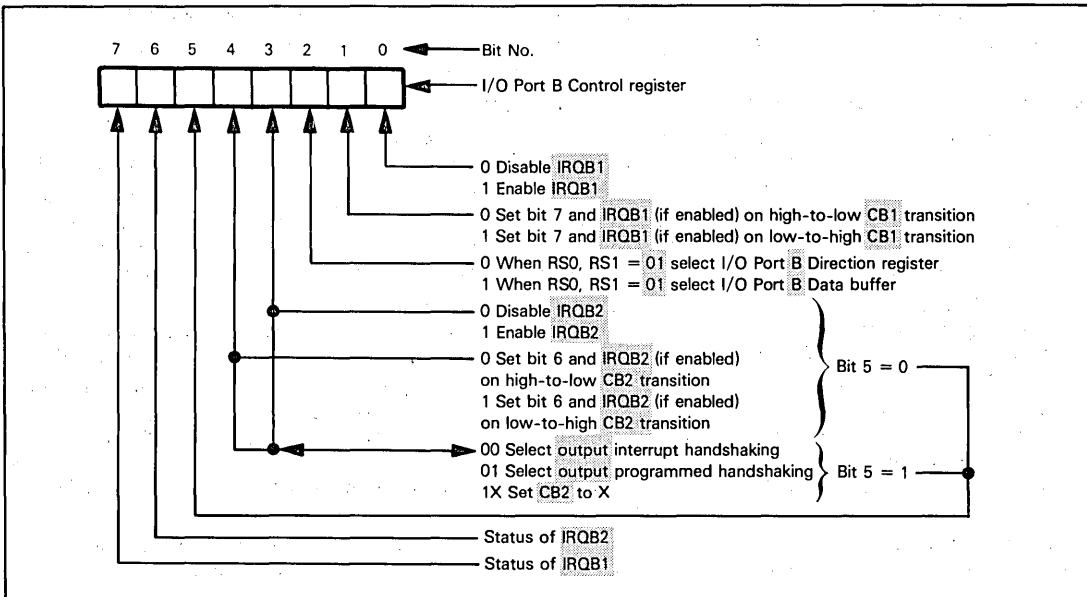 7 6 5 4 3 2 1 0 Bit No.
I/O Port B Control register
0 Disable IRQB1
1 Enable IRQB1
0 Set bit 7 and IRQB1 (if enabled) on high-to-low CB1 transition
1 Set bit 7 and IRQB1 (if enabled) on low-to-high CB1 transition
0 When RS0, RS1 = 01 select I/O Port B Direction register
1 When RS0, RS1 = 01 select I/O Port B Data buffer
0 Disable IRQB2
1 Enable IRQB2
0 Set bit 6 and IRQB2 (if enabled)
on high-to-low CB2 transition
1 Set bit 6 and IRQB2 (if enabled)
on low-to-high CB2 transition
Bit 5 = 0
00 Select output interrupt handshaking
01 Select output programmed handshaking
1X Set CB2 to X
Bit 5 = 1
Status of IRQB2
Status of IRQB1